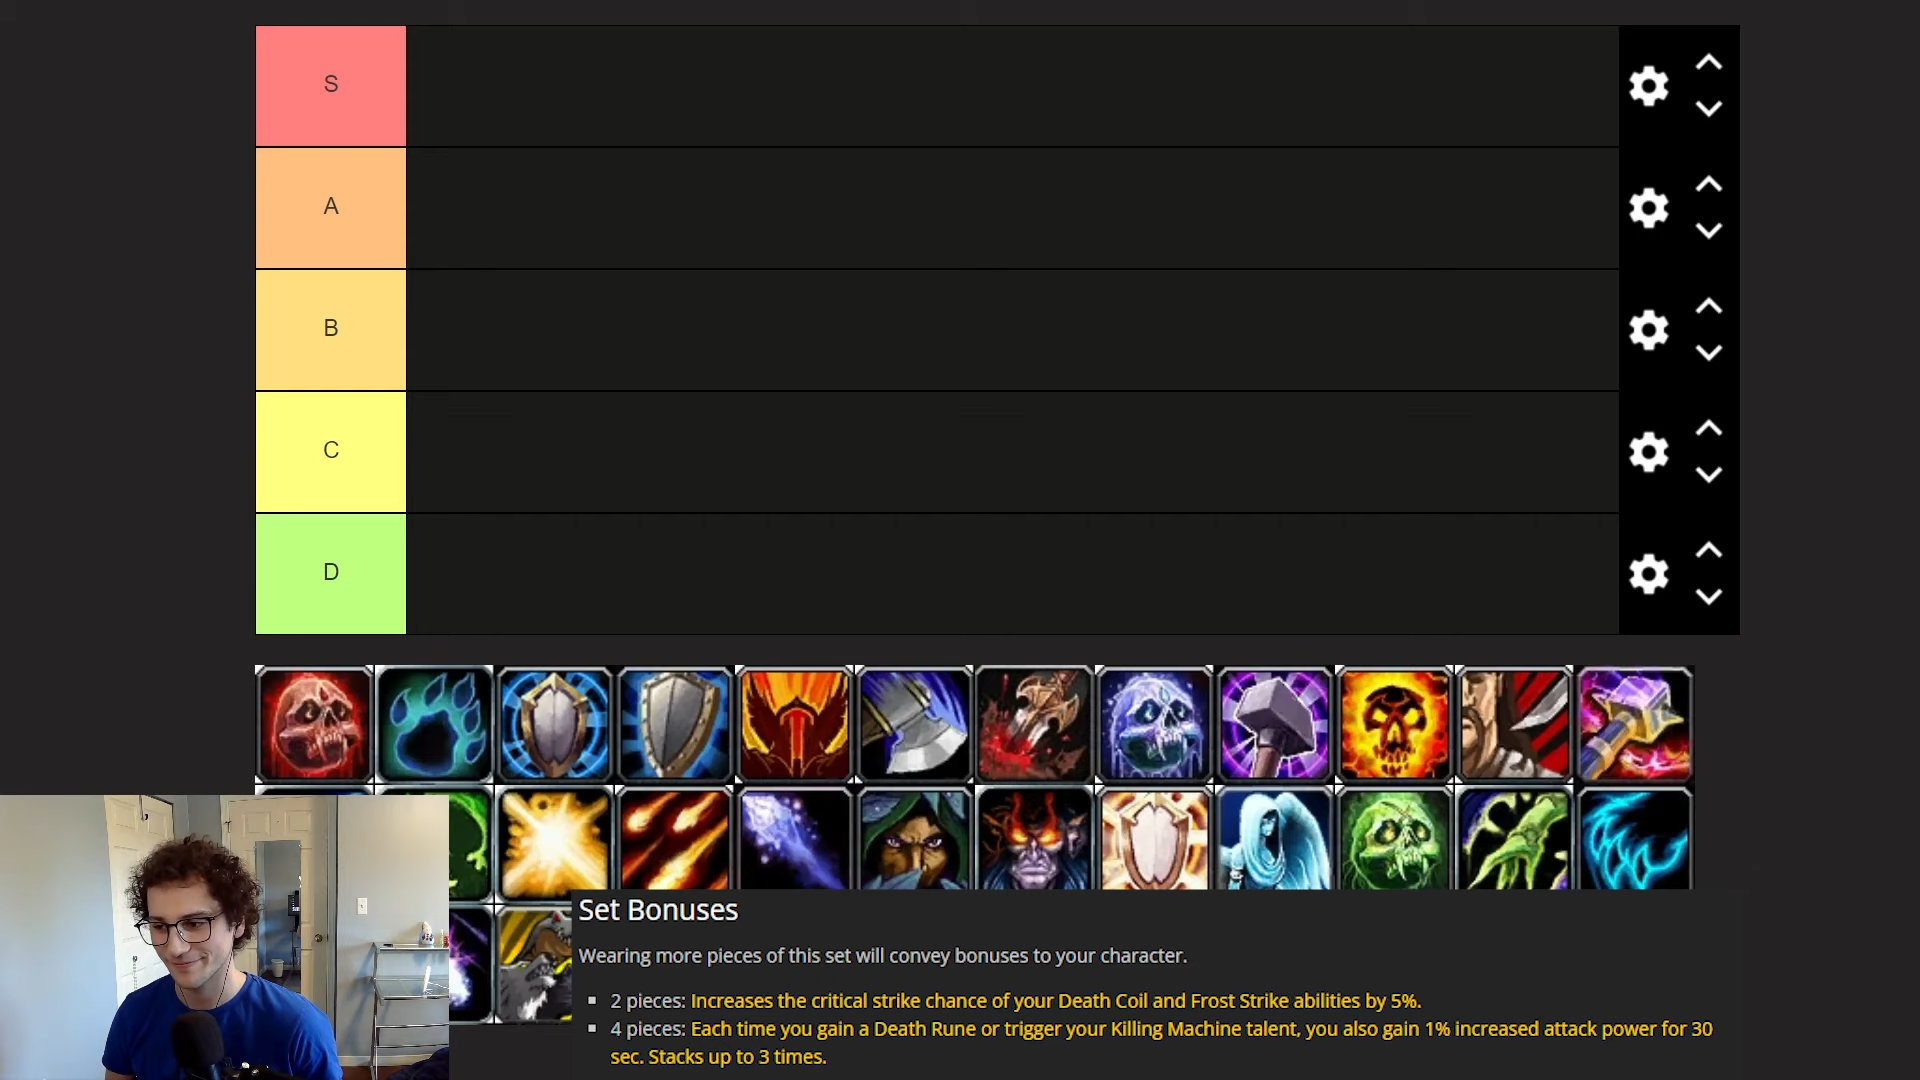 S
A
B
C
D
Set Bonuses
Wearing more pieces of this set will convey bonuses to your character.
2 pieces: Increases the critical strike chance of your Death Coil and Frost Strike abilities by 5%.
4 pieces: Each time you gain a Death Rune or trigger your Killing Machine talent, you also gain 1% increased attack power for 30
sec. Stacks up to 3 times.